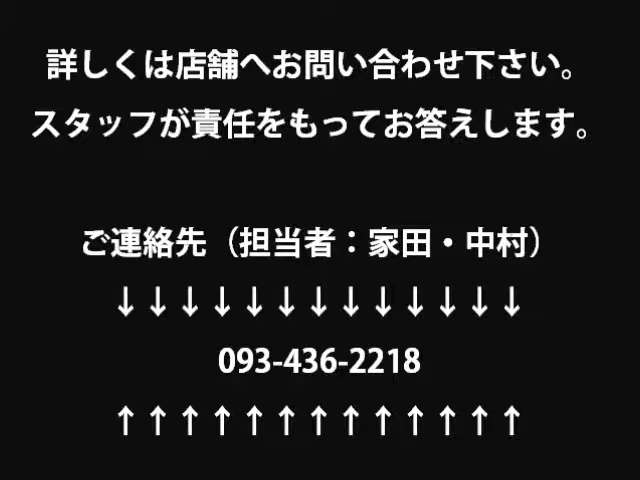 詳しくは店舗へお問い合わせ下さい。
スタッフが責任をもってお答えします。
ご連絡先（担当者：家田・中村）
↓↓↓↓↓↓↓↓↓↓↓↓↓
093-436-2218
↑↑↑↑↑↑↑↑↑↑↑↑↑